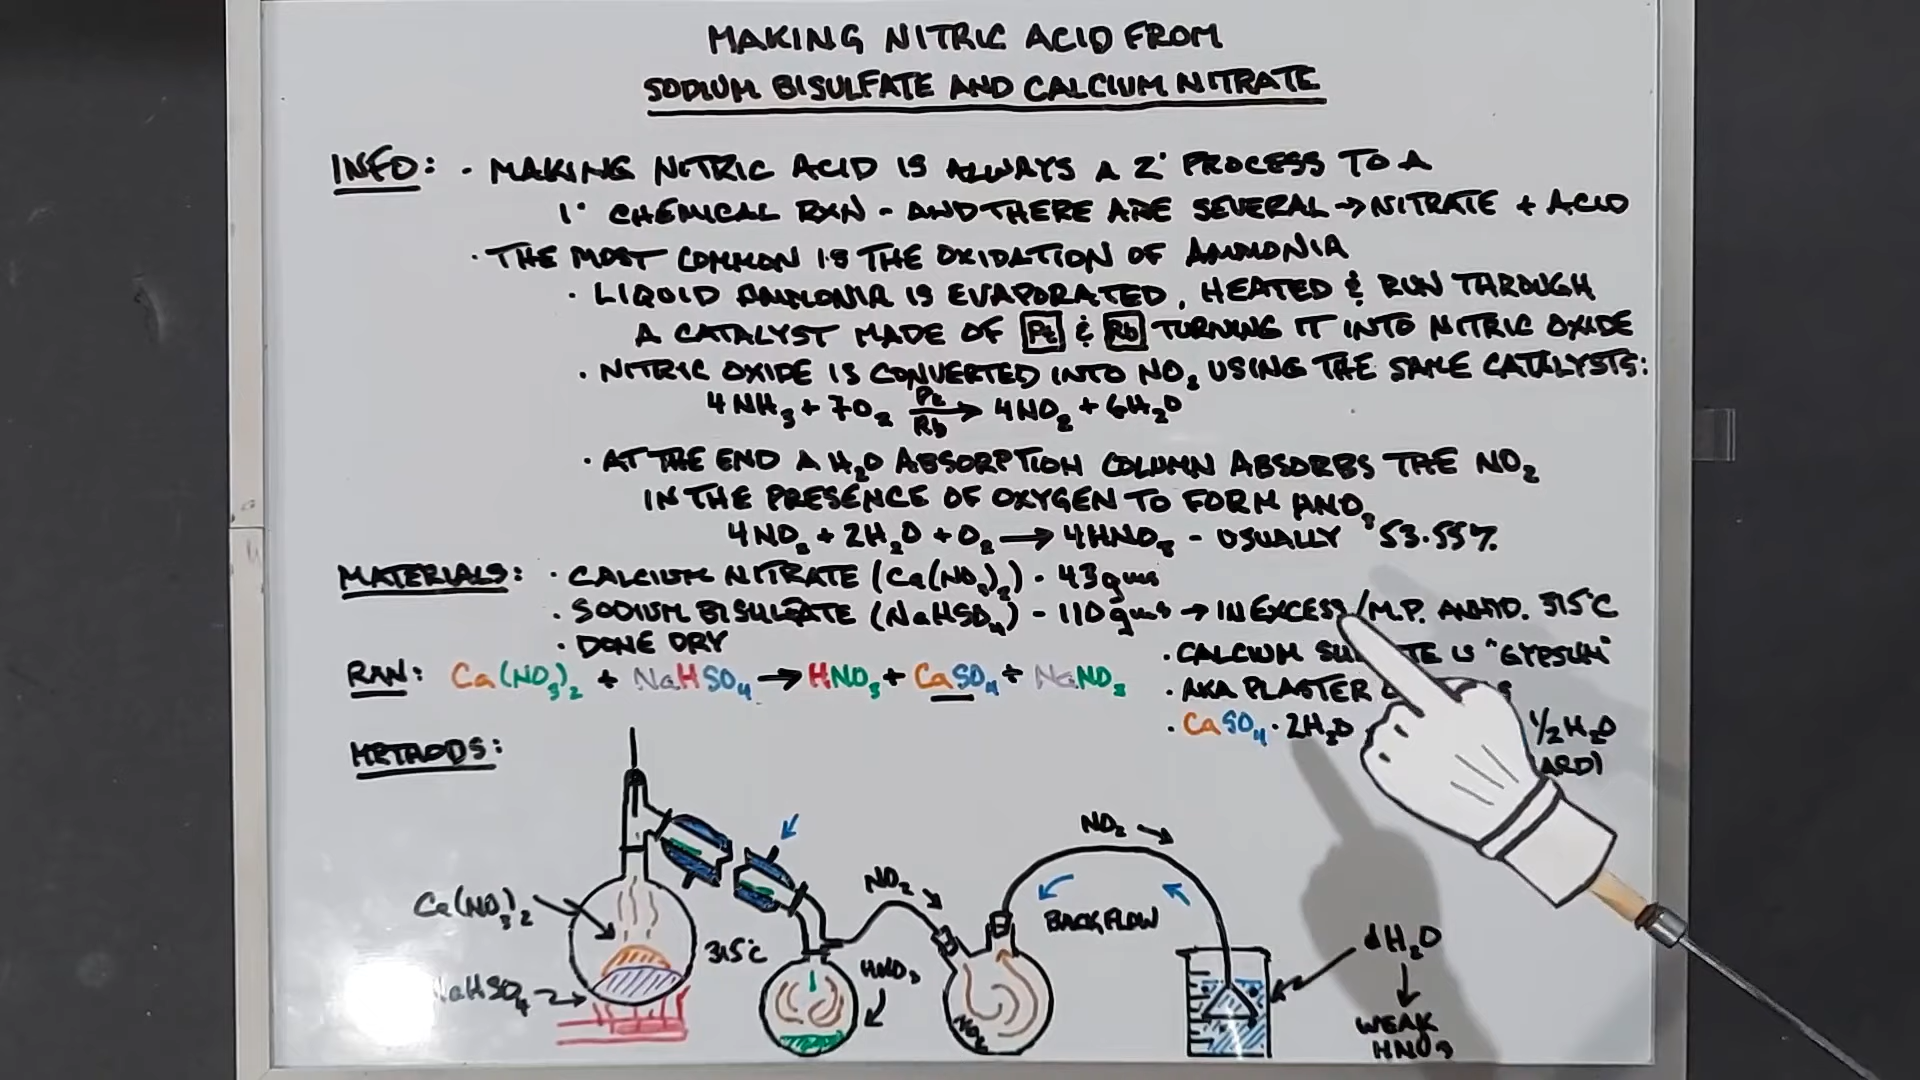 MAKING NITRIC ACID FROM
SODIUM BISULFATE AND CALCIUM NITRATE
INFO: · MAKING NITRIC ACID IS ALWAYS A 2° PROCESS TO A
1° CHEMICAL RXN - AND THERE ARE SEVERAL → NITRATE + ACID
· THE MOST COMMON IS THE OXIDATION OF AMMONIA
· LIQUID AMMONIA IS EVAPORATED, HEATED & RUN THROUGH
A CATALYST MADE OF Pt & Rb TURNING IT INTO NITRIC OXIDE
· NITRIC OXIDE IS CONVERTED INTO NO₂ USING THE SAME CATALYSTS:
4NH₃ + 7O₂ Pt/Rb → 4NO₂ + 6H₂O
· AT THE END A H₂O ABSORPTION COLUMN ABSORBS THE NO₂
IN THE PRESENCE OF OXYGEN TO FORM HNO₃
4NO₂ + 2H₂O + O₂ → 4HNO₃ - USUALLY 53-55%
MATERIALS: · CALCIUM NITRATE (Ca(NO₃)₂) - 43gms
· SODIUM BISULFATE (NaHSO₄) - 110gms → IN EXCESS/M.P. ANHYD. 315°C
· DONE DRY
· CALCIUM SULFATE IS "GYPSUM"
RXN: Ca(NO₃)₂ + NaHSO₄ → HNO₃ + CaSO₄ + NaNO₃
· AKA PLASTER
· CaSO₄·2H₂O ½H₂O
METHODS:
NO₂ →
Ca(NO₃)₂
NO₂
BACKFLOW
315°C
HNO₃
dH₂O
NaHSO₄
NO₂
WEAK
HNO₃